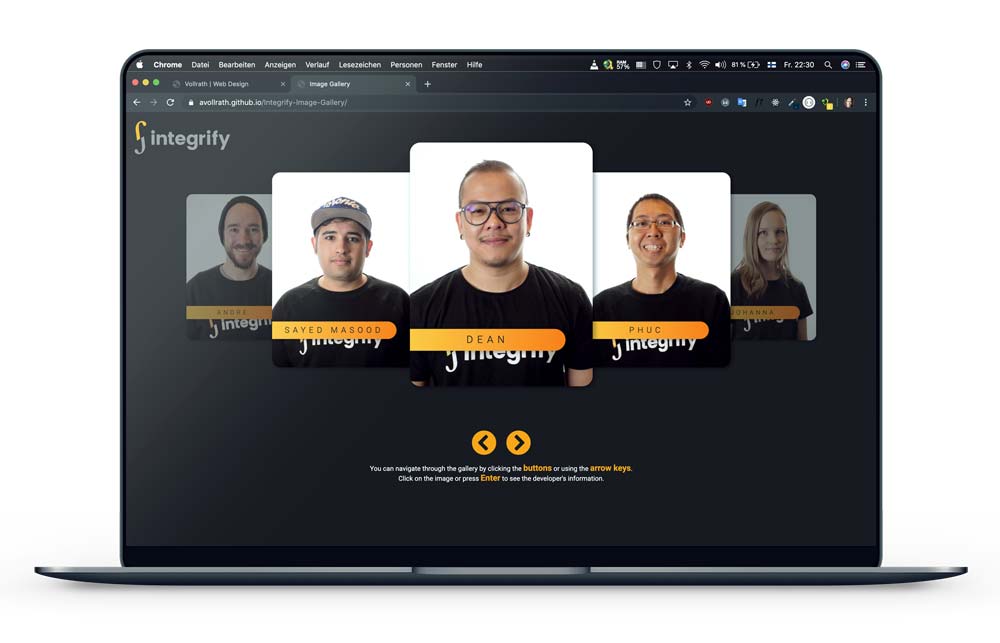 Chrome Datei Bearbeiten Anzeigen Verlauf Lesezeichen Personen Fenster Hilfe
RAM 57% 81% Fr. 22:30
Vollrath | Web Design Image Gallery
avollrath.github.io/Integrify-Image-Gallery/
integrify
ANDRE
SAYED MASOOD
DEAN
PHUC
JOHANNA
integrify
integrify
integrify
You can navigate through the gallery by clicking the buttons or using the arrow keys.
Click on the image or press Enter to see the developer's information.